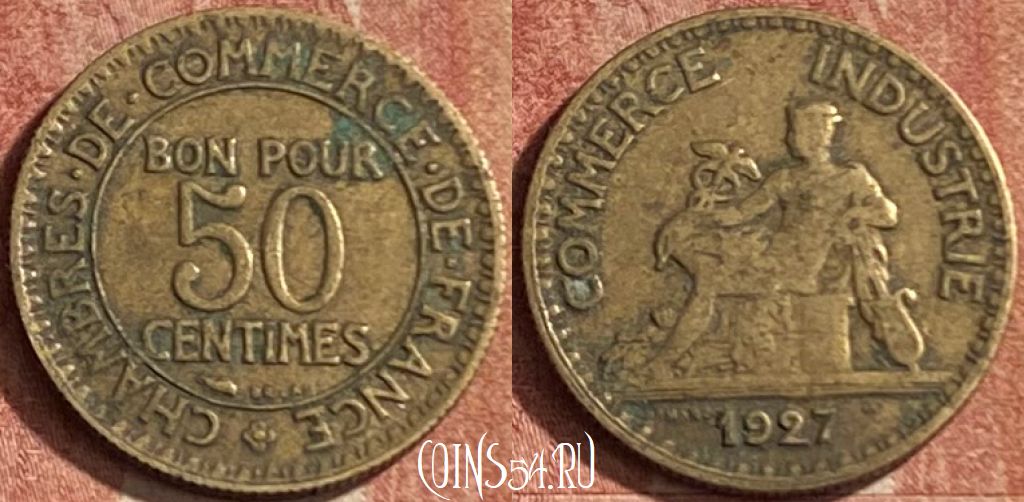 CHAMBRES · DE · COMMERCE · DE · FRANCE
BON POUR
50
CENTIMES
COMMERCE INDUSTRIE
1927
COINS54.RU